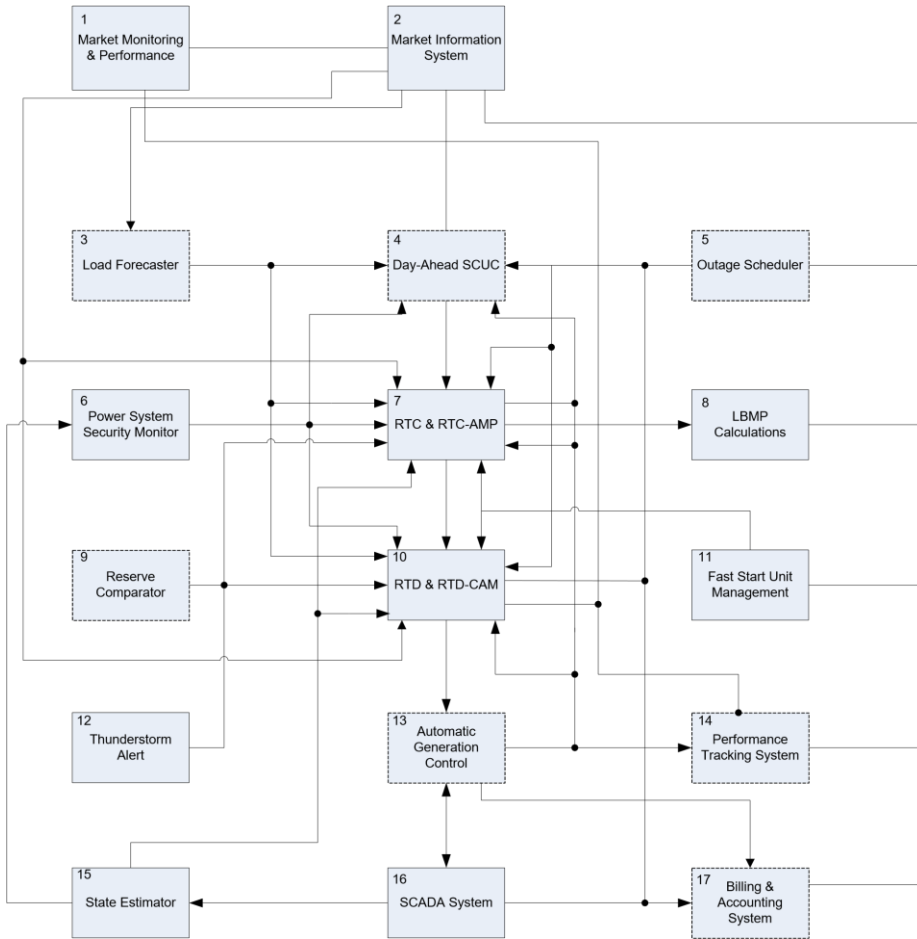 1
Market Monitoring
& Performance
2
Market Information
System
3
Load Forecaster
4
Day-Ahead SCUC
5
Outage Scheduler
6
Power System
Security Monitor
7
RTC & RTC-AMP
8
LBMP
Calculations
9
Reserve
Comparator
10
RTD & RTD-CAM
11
Fast Start Unit
Management
12
Thunderstorm
Alert
13
Automatic
Generation
Control
14
Performance
Tracking System
15
State Estimator
16
SCADA System
17
Billing &
Accounting
System